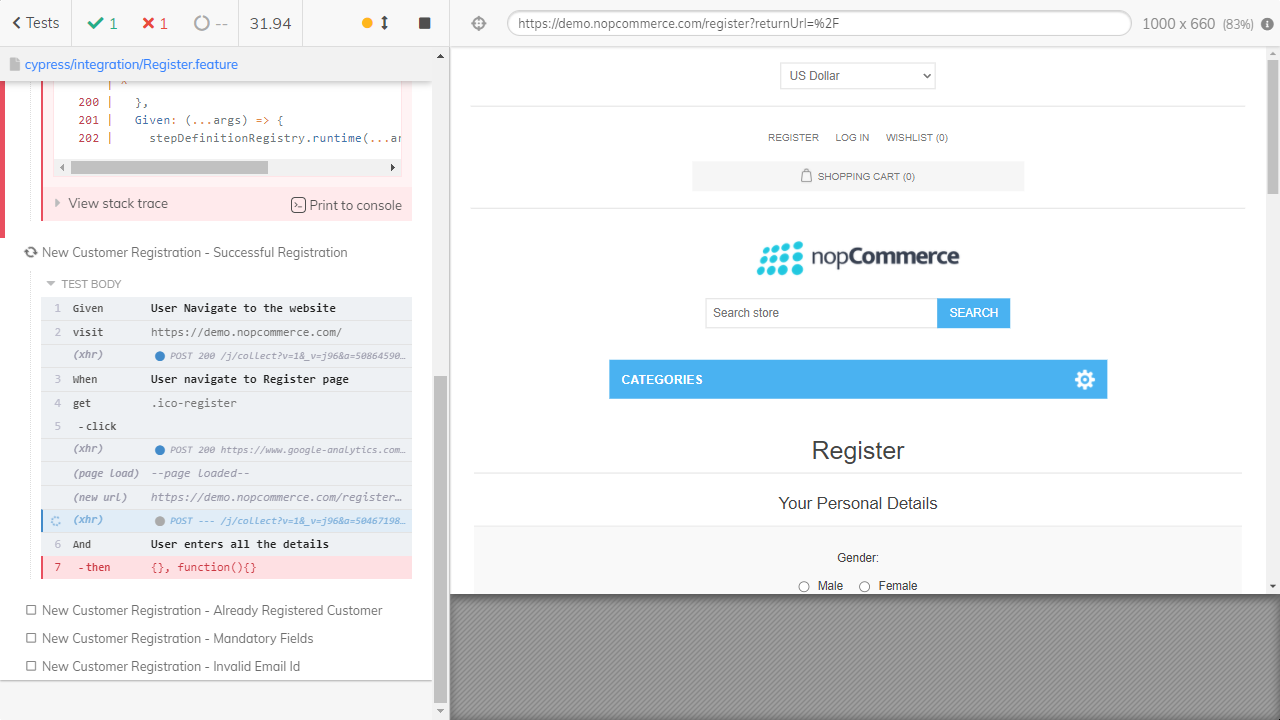 Tests
1
1
--
31.94
https://demo.nopcommerce.com/register?returnUrl=%2F
1000 x 660 (83%)
cypress/integration/Register.feature
| ^
200 | },
201 | Given: (...args) => {
202 | stepDefinitionRegistry.runtime(...ar
View stack trace
Print to console
New Customer Registration - Successful Registration
TEST BODY
1 Given User Navigate to the website
2 visit https://demo.nopcommerce.com/
(xhr) POST 200 /j/collect?v=1&_v=j96&a=50864590…
3 When User navigate to Register page
4 get .ico-register
5 -click
(xhr) POST 200 https://www.google-analytics.com…
(page load) --page loaded--
(new url) https://demo.nopcommerce.com/register…
(xhr) POST --- /j/collect?v=1&_v=j96&a=50467198…
6 And User enters all the details
7 -then {}, function(){}
New Customer Registration - Already Registered Customer
New Customer Registration - Mandatory Fields
New Customer Registration - Invalid Email Id
US Dollar
REGISTER LOG IN WISHLIST (0)
SHOPPING CART (0)
nopCommerce
Search store SEARCH
CATEGORIES
Register
Your Personal Details
Gender:
Male Female